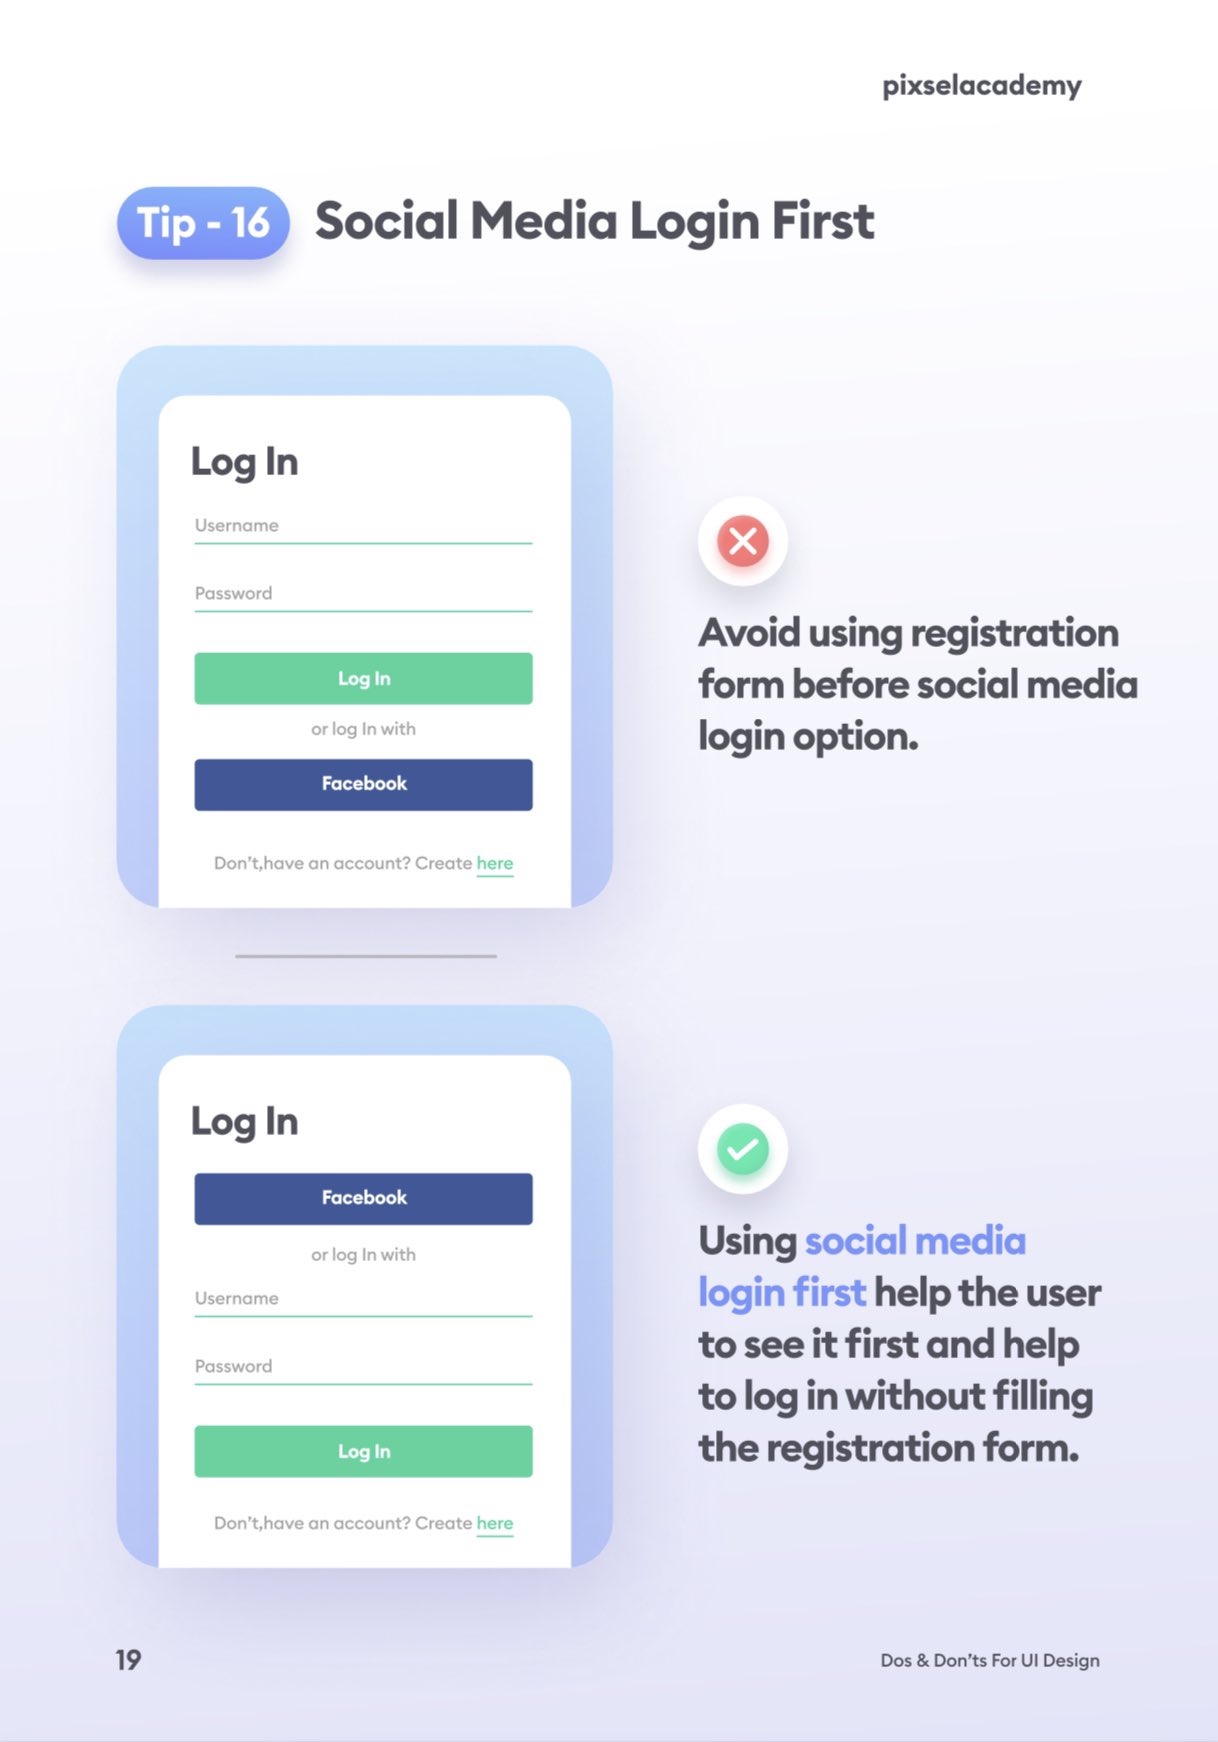 pixselacademy
Tip - 16
Social Media Login First
Log In
Username
Password
Log In
or log In with
Facebook
Don't,have an account? Create here
Avoid using registration
form before social media
login option.
Log In
Facebook
or log In with
Username
Password
Log In
Don't,have an account? Create here
Using social media
login first help the user
to see it first and help
to log in without filling
the registration form.
19
Dos & Don'ts For UI Design